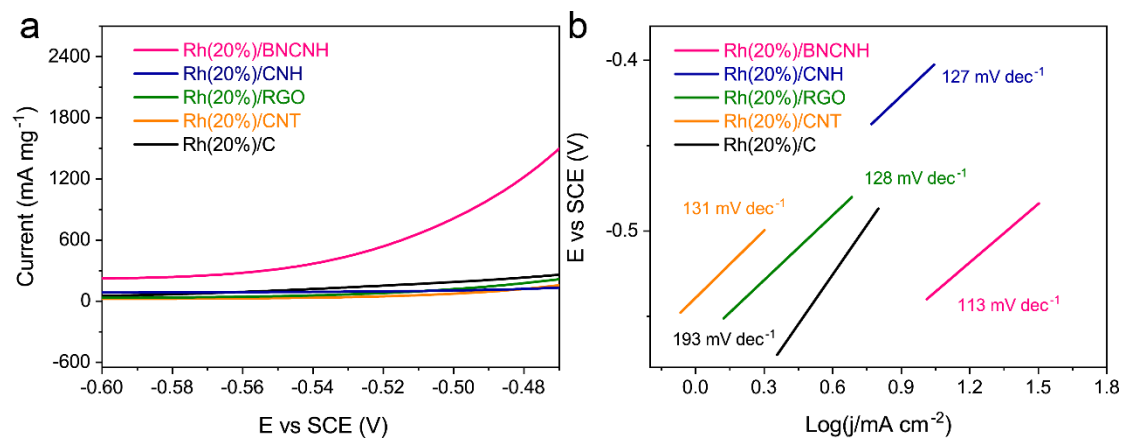 a
2400
1800
1200
600
0
-600
Current (mA mg⁻¹)
Rh(20%)/BNCNH
Rh(20%)/CNH
Rh(20%)/RGO
Rh(20%)/CNT
Rh(20%)/C
-0.60
-0.58
-0.56
-0.54
-0.52
-0.50
-0.48
E vs SCE (V)
b
-0.4
-0.5
E vs SCE (V)
Rh(20%)/BNCNH
Rh(20%)/CNH
Rh(20%)/RGO
Rh(20%)/CNT
Rh(20%)/C
127 mV dec⁻¹
128 mV dec⁻¹
131 mV dec⁻¹
193 mV dec⁻¹
113 mV dec⁻¹
0.0
0.3
0.6
0.9
1.2
1.5
1.8
Log(j/mA cm⁻²)